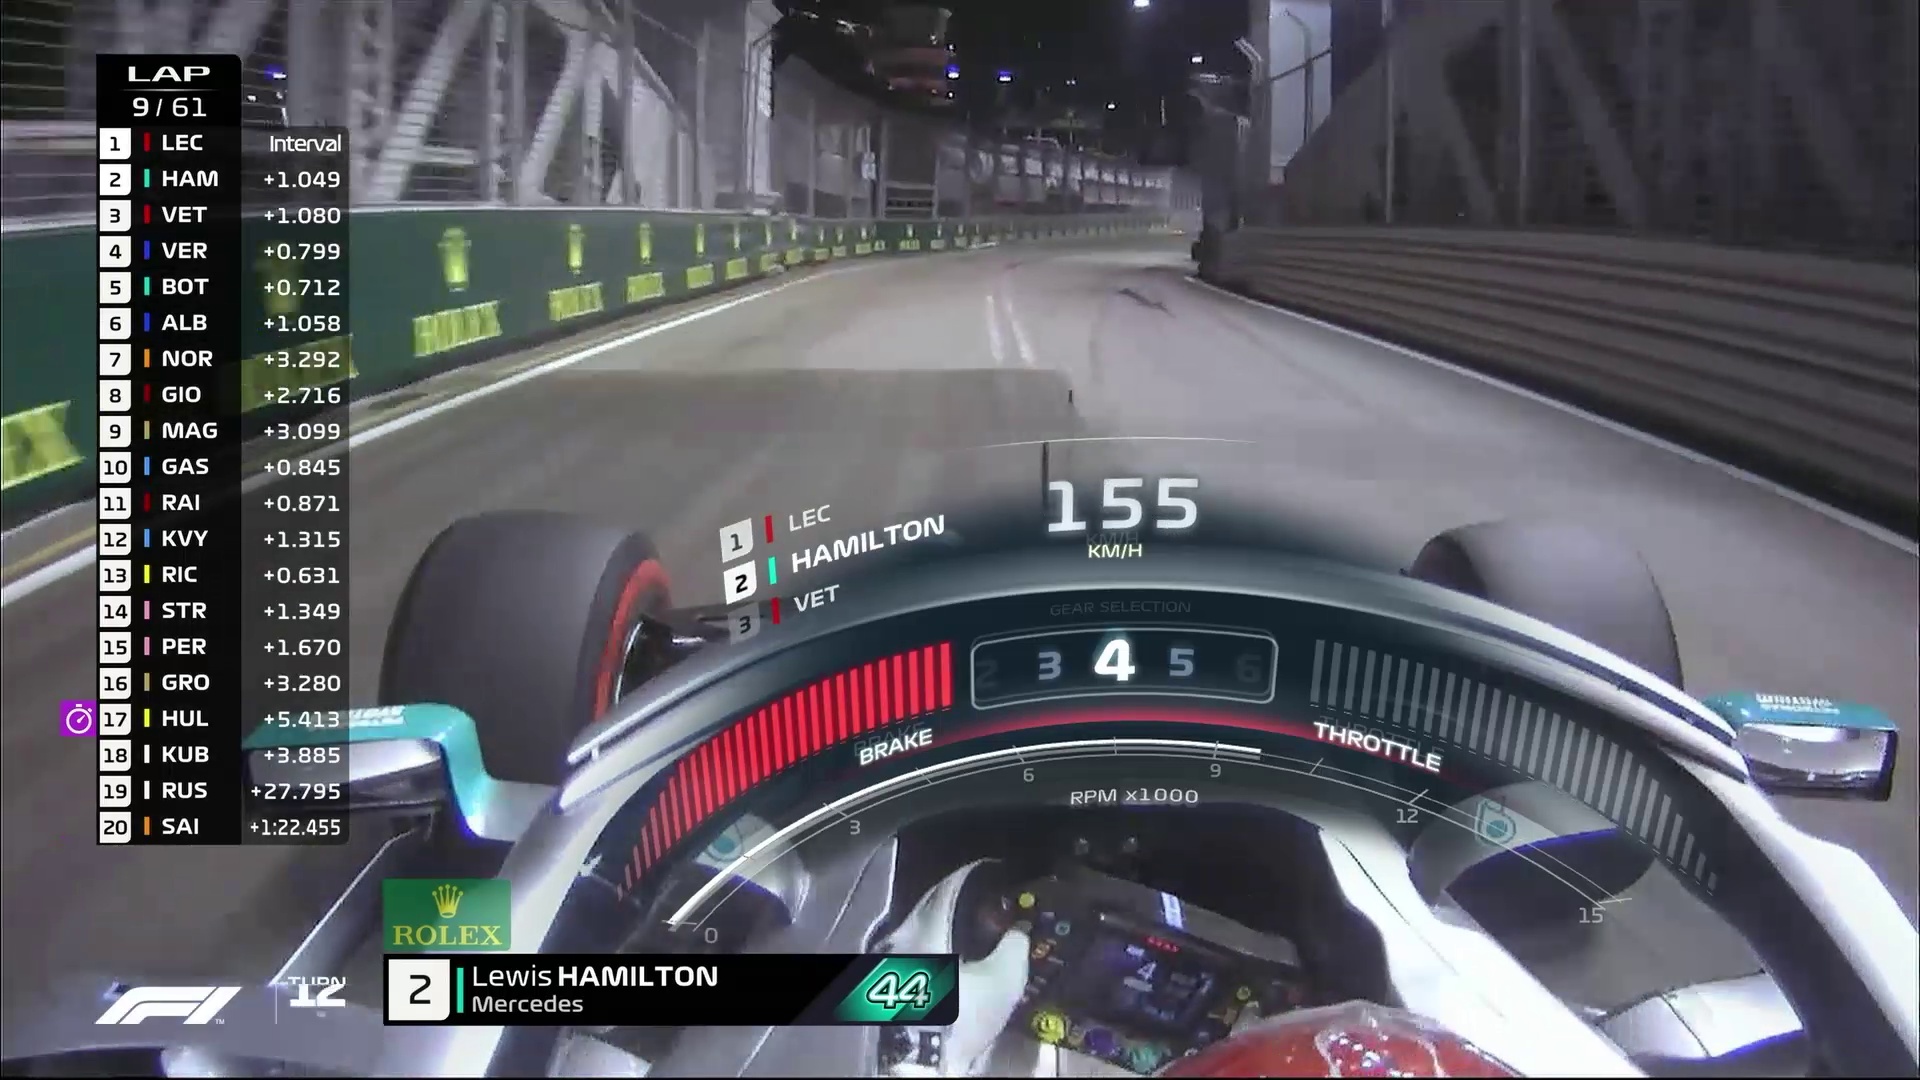 LAP
9 / 61
1 LEC Interval
2 HAM +1.049
3 VET +1.080
4 VER +0.799
5 BOT +0.712
6 ALB +1.058
7 NOR +3.292
8 GIO +2.716
9 MAG +3.099
10 GAS +0.845
11 RAI +0.871
12 KVY +1.315
13 RIC +0.631
14 STR +1.349
15 PER +1.670
16 GRO +3.280
17 HUL +5.413
18 KUB +3.885
19 RUS +27.795
20 SAI +1:22.455
155
KM/H
1 LEC
2 HAMILTON
3 VET
GEAR SELECTION
2 3 4 5 6
BRAKE
THROTTLE
0 3 6 9 12 15
RPM x1000
4
ROLEX
2 Lewis HAMILTON 44
Mercedes
F1 TURN 12